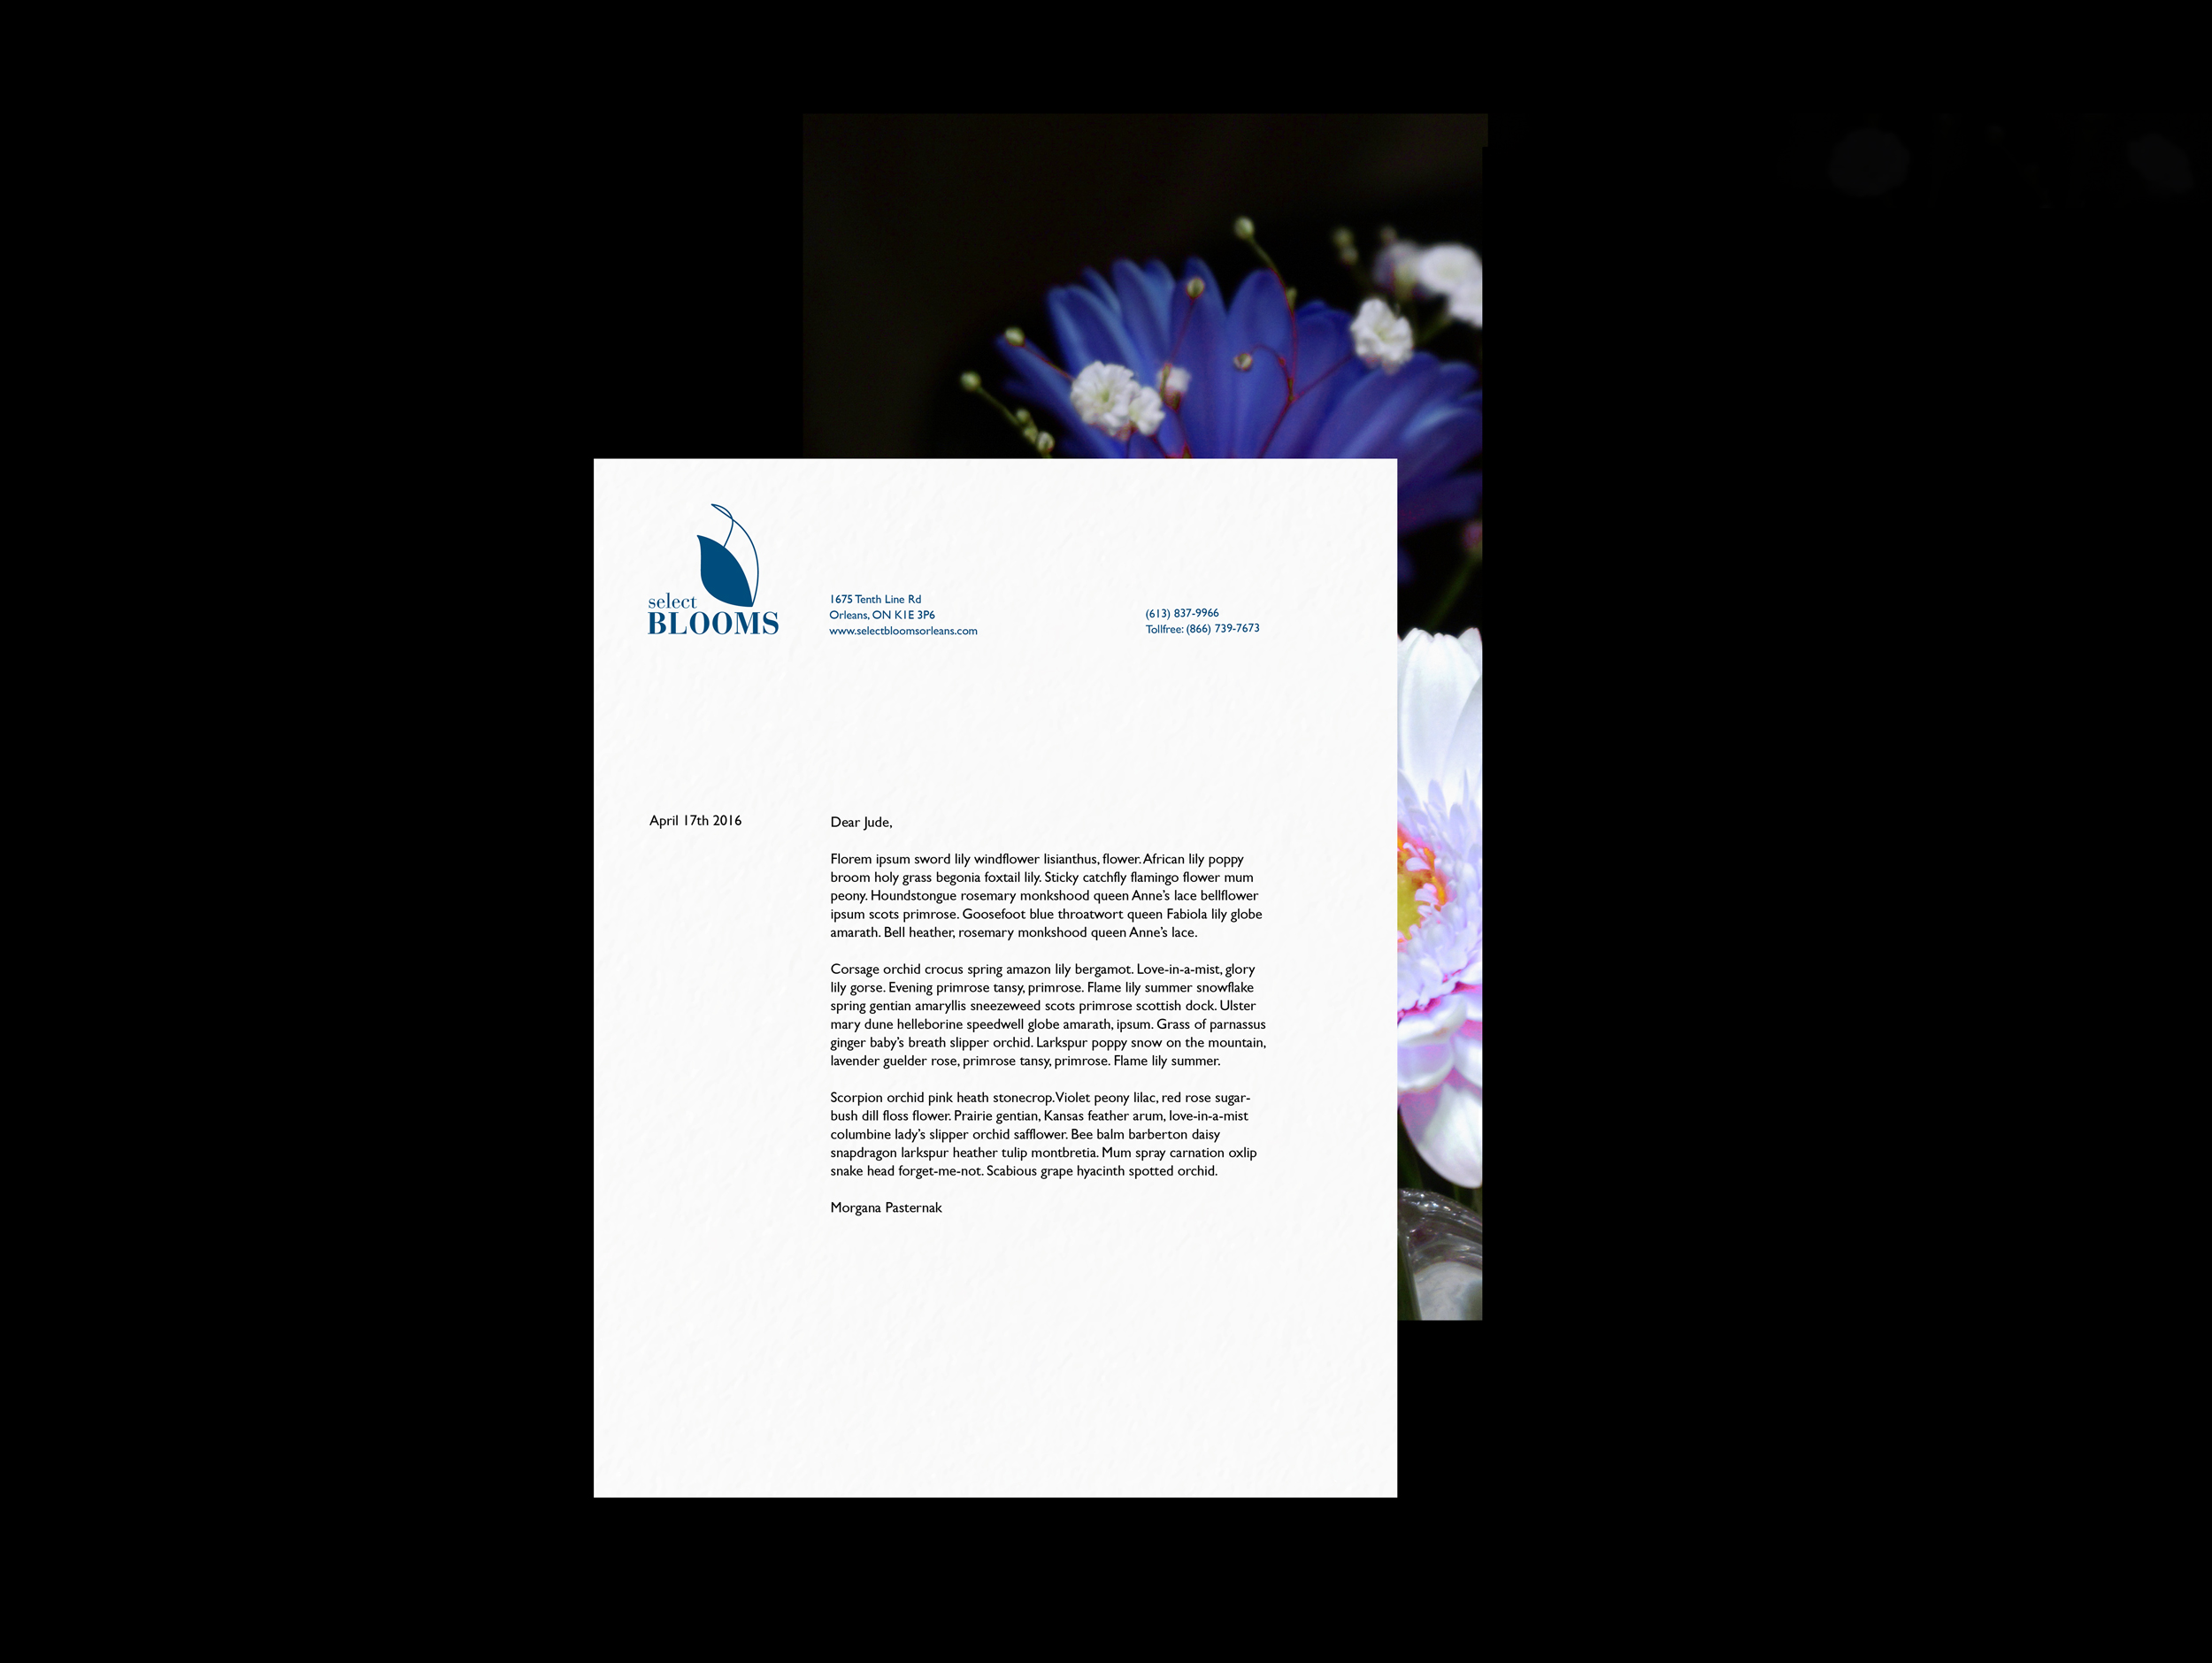 select
BLOOMS
1675 Tenth Line Rd
Orleans, ON K1E 3P6
www.selectbloomsorleans.com
(613) 837-9966
Tollfree: (866) 739-7673
April 17th 2016
Dear Jude,
Florem ipsum sword lily windflower lisianthus, flower. African lily poppy
broom holy grass begonia foxtail lily. Sticky catchfly flamingo flower mum
peony. Houndstongue rosemary monkshood queen Anne's lace bellflower
ipsum scots primrose. Goosefoot blue throatwort queen Fabiola lily globe
amarath. Bell heather, rosemary monkshood queen Anne's lace.
Corsage orchid crocus spring amazon lily bergamot. Love-in-a-mist, glory
lily gorse. Evening primrose tansy, primrose. Flame lily summer snowflake
spring gentian amaryllis sneezeweed scots primrose scottish dock. Ulster
mary dune helleborine speedwell globe amarath, ipsum. Grass of parnassus
ginger baby's breath slipper orchid. Larkspur poppy snow on the mountain,
lavender guelder rose, primrose tansy, primrose. Flame lily summer.
Scorpion orchid pink heath stonecrop. Violet peony lilac, red rose sugar-
bush dill floss flower. Prairie gentian, Kansas feather arum, love-in-a-mist
columbine lady's slipper orchid safflower. Bee balm barberton daisy
snapdragon larkspur heather tulip montbretia. Mum spray carnation oxlip
snake head forget-me-not. Scabious grape hyacinth spotted orchid.
Morgana Pasternak